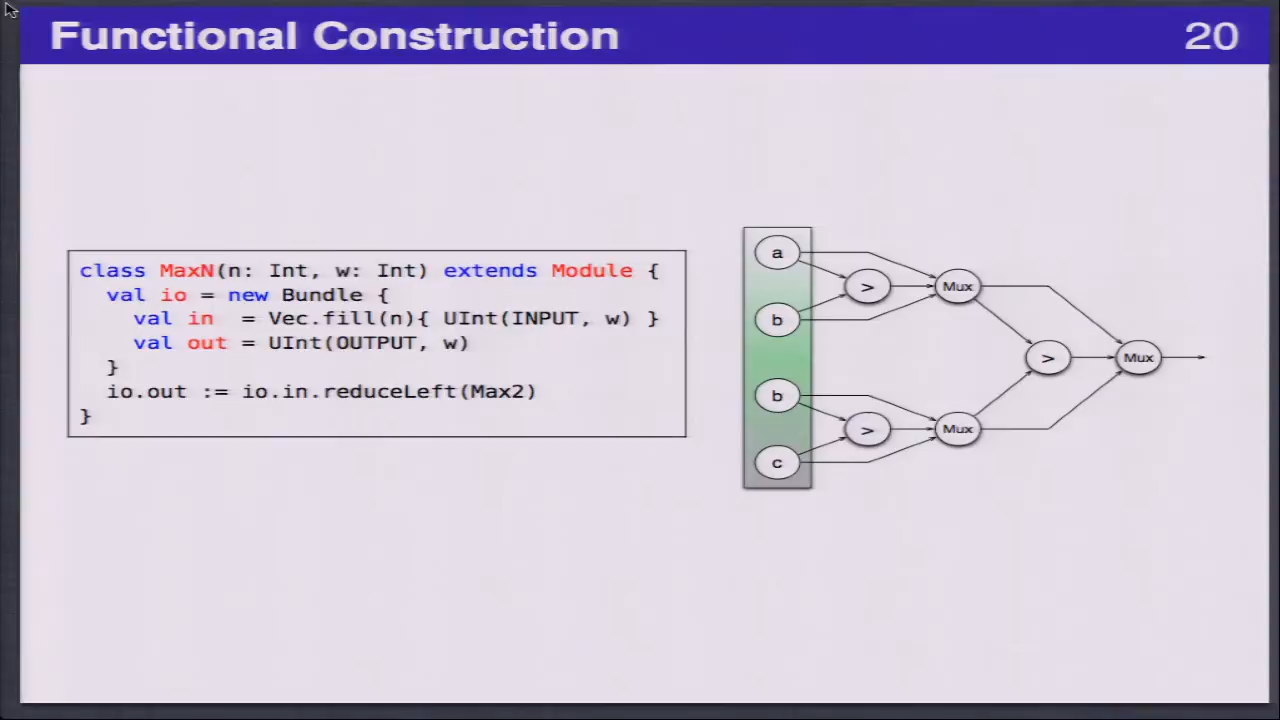 Functional Construction
20
class MaxN(n: Int, w: Int) extends Module {
  val io = new Bundle {
    val in  = Vec.fill(n){ UInt(INPUT, w) }
    val out = UInt(OUTPUT, w)
  }
  io.out := io.in.reduceLeft(Max2)
}
a
> Mux
b
> Mux
b
> Mux
c